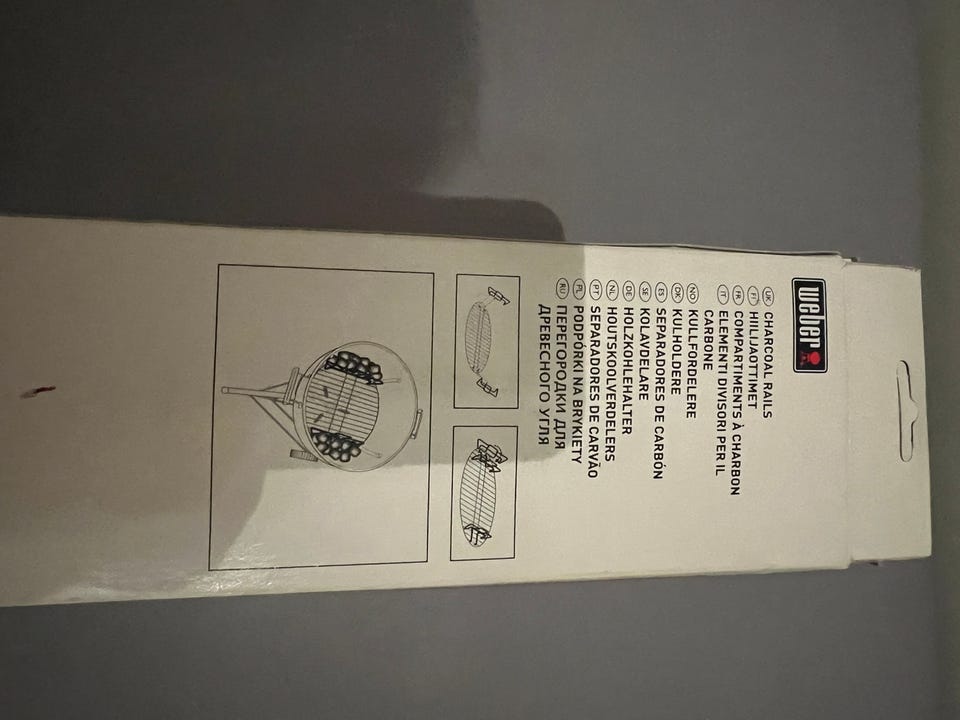 weber
UK CHARCOAL RAILS
FI HIILIJAOTTIMET
FR COMPARTIMENTS À CHARBON
IT ELEMENTI DIVISORI PER IL
CARBONE
NO KULLFORDELERE
DK KULHOLDERE
ES SEPARADORES DE CARBÓN
SE KOLAVDELARE
DE HOLZKOHLEHALTER
NL HOUTSKOOLVERDELERS
PT SEPARADORES DE CARVÃO
PL PODPÓRKI NA BRYKIETY
RU ПЕРЕГОРОДКИ ДЛЯ
ДРЕВЕСНОГО УГЛЯ